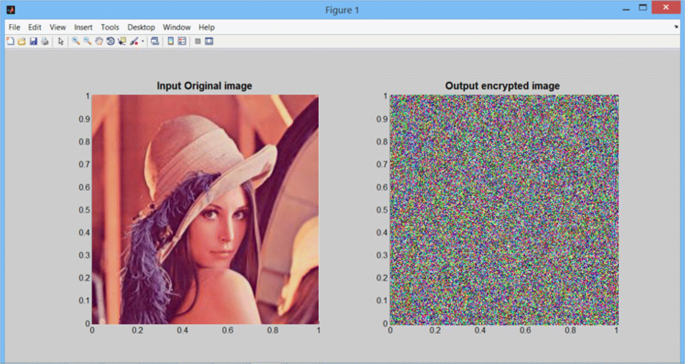 Figure 1
File Edit View Insert Tools Desktop Window Help
Input Original image Output encrypted image
1 1
0.9 0.9
0.8 0.8
0.7 0.7
0.6 0.6
0.5 0.5
0.4 0.4
0.3 0.3
0.2 0.2
0.1 0.1
0 0
0 0.2 0.4 0.6 0.8 1 0 0.2 0.4 0.6 0.8 1